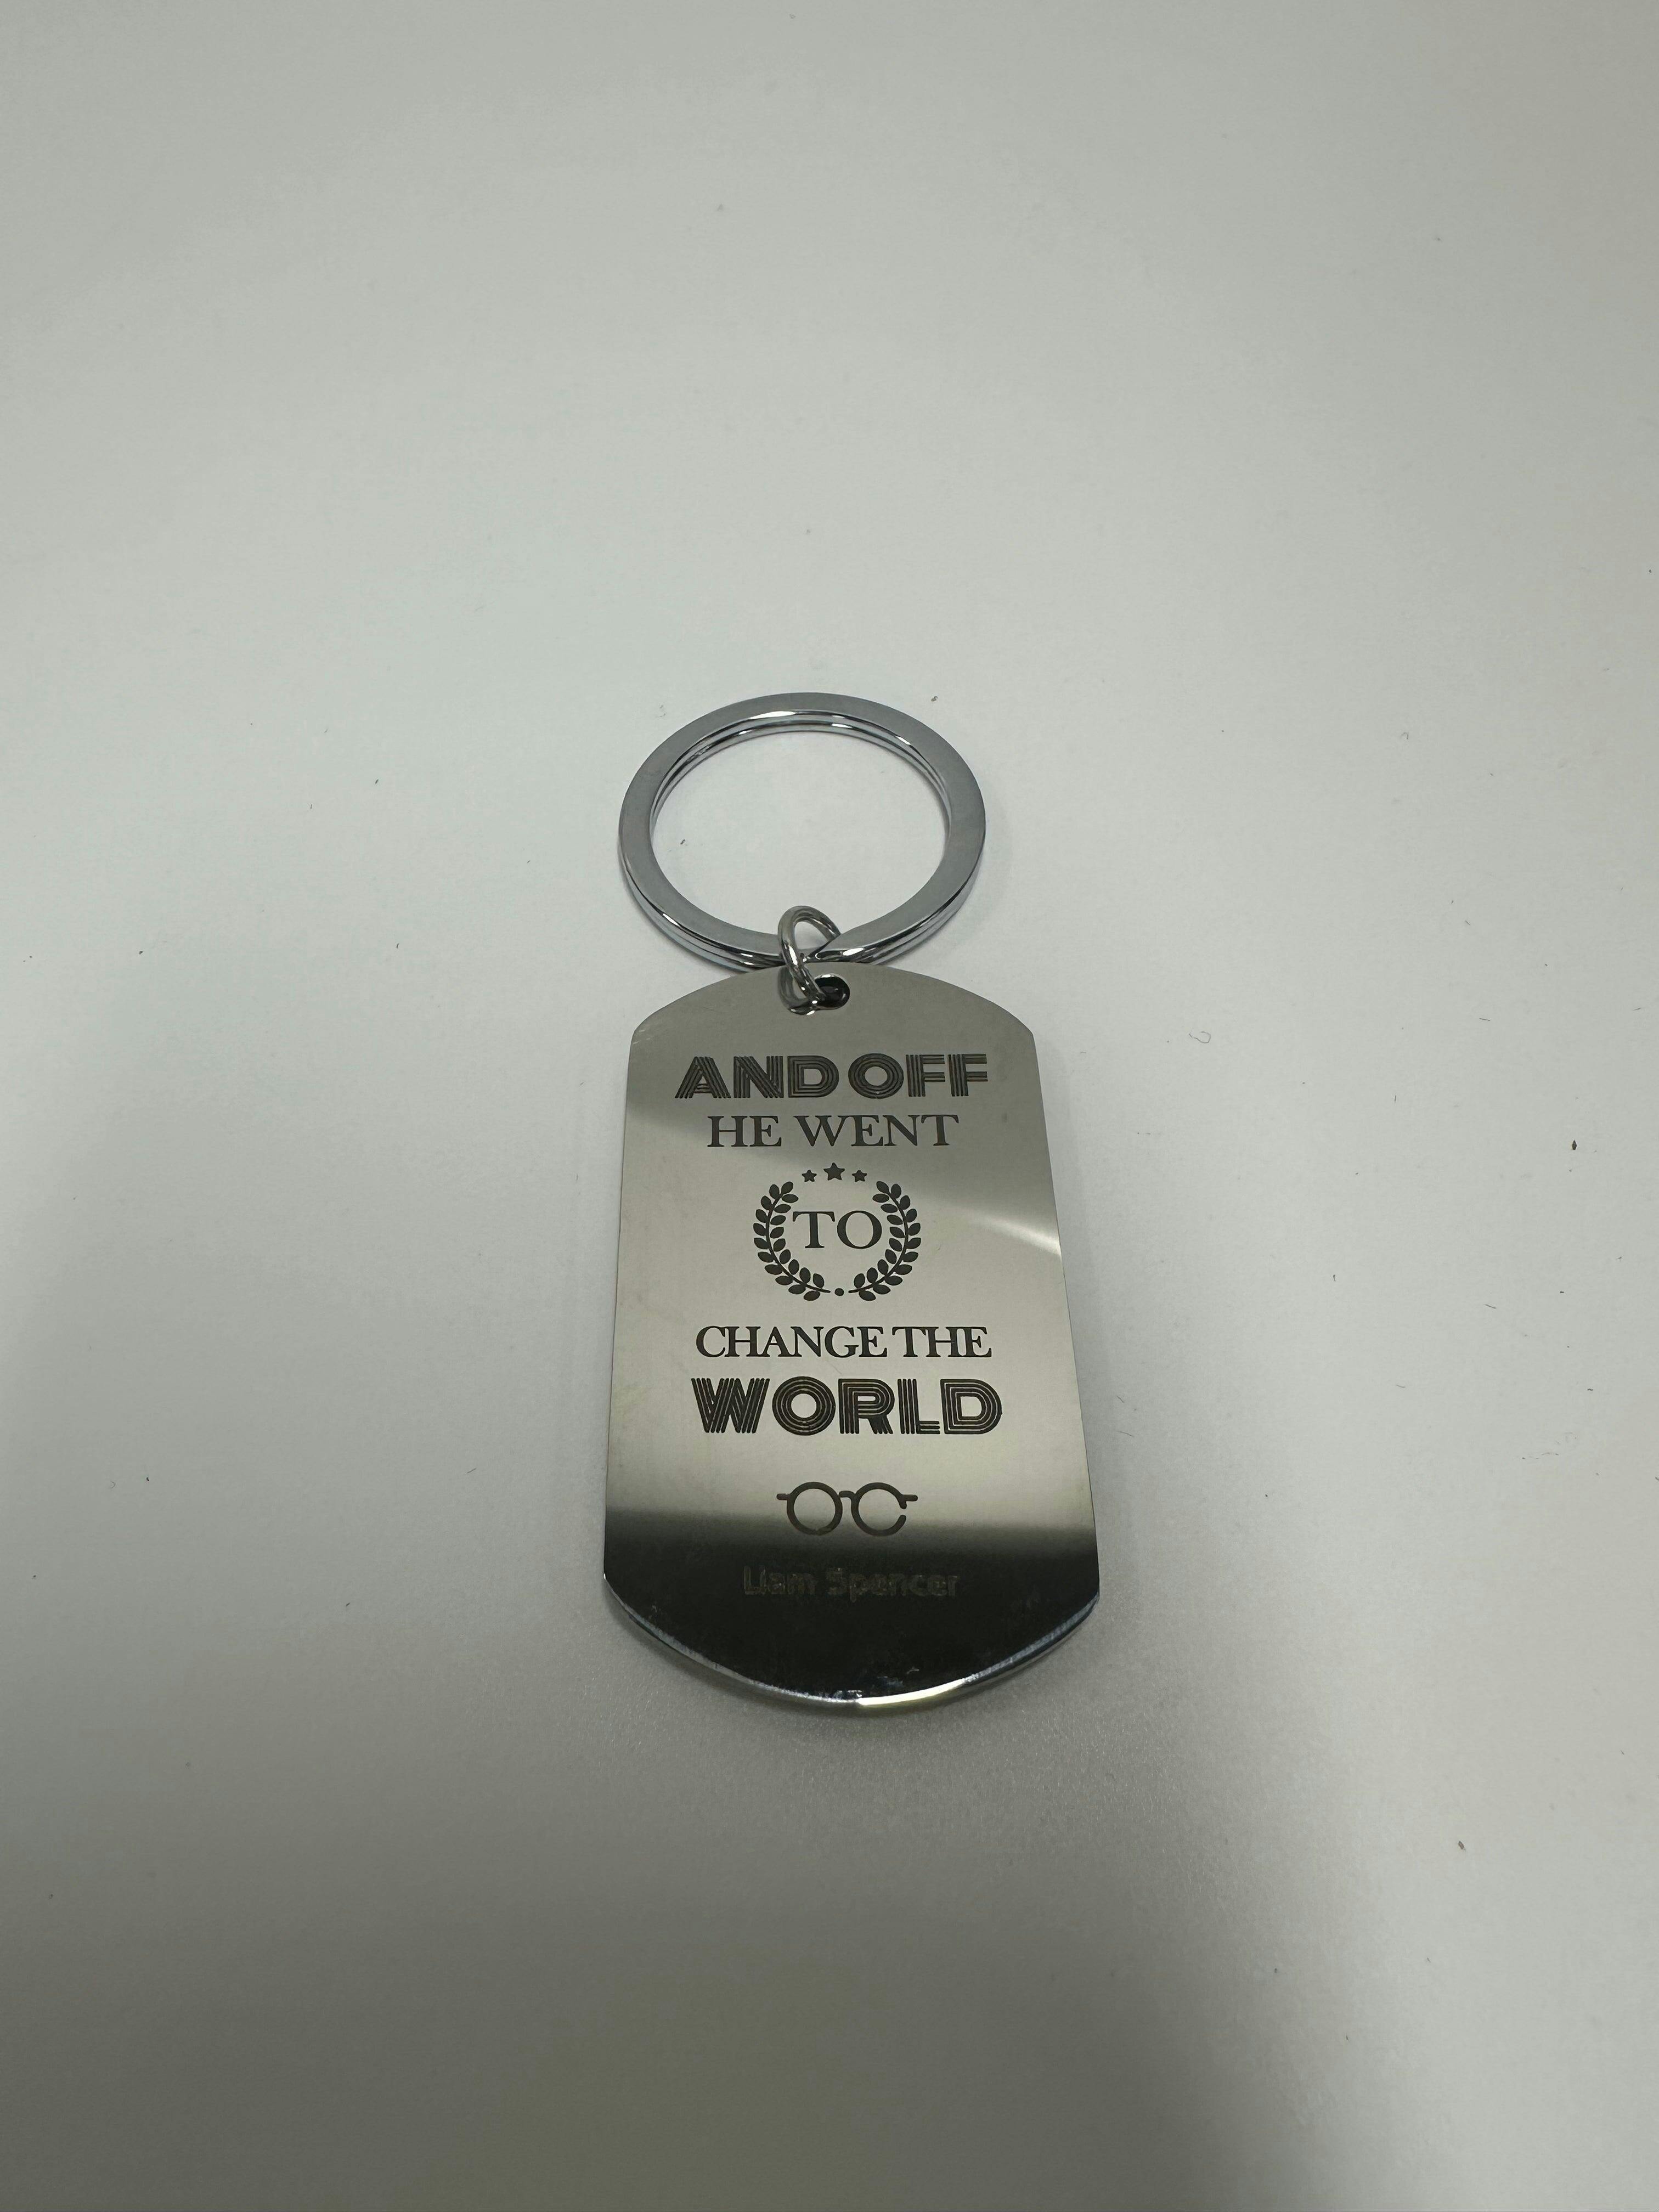 AND OFF
HE WENT
TO
CHANGE THE
WORLD
Liam Spencer